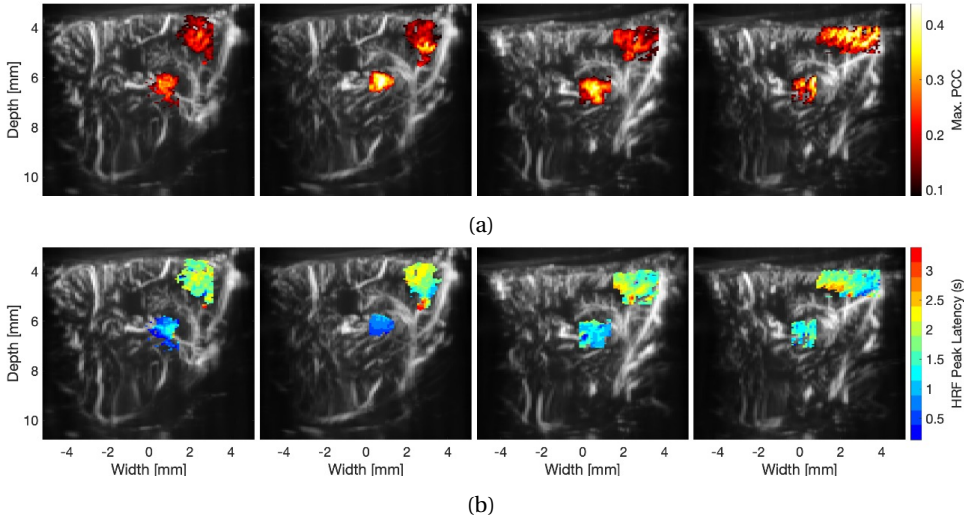 4
6
8
10
Depth [mm]
0.4
0.3
0.2
0.1
Max. PCC
(a)
4
6
8
10
Depth [mm]
3
2.5
2
1.5
1
0.5
HRF Peak Latency (s)
-4 -2 0 2 4 -4 -2 0 2 4 -4 -2 0 2 4 -4 -2 0 2 4
Width [mm] Width [mm] Width [mm] Width [mm]
(b)